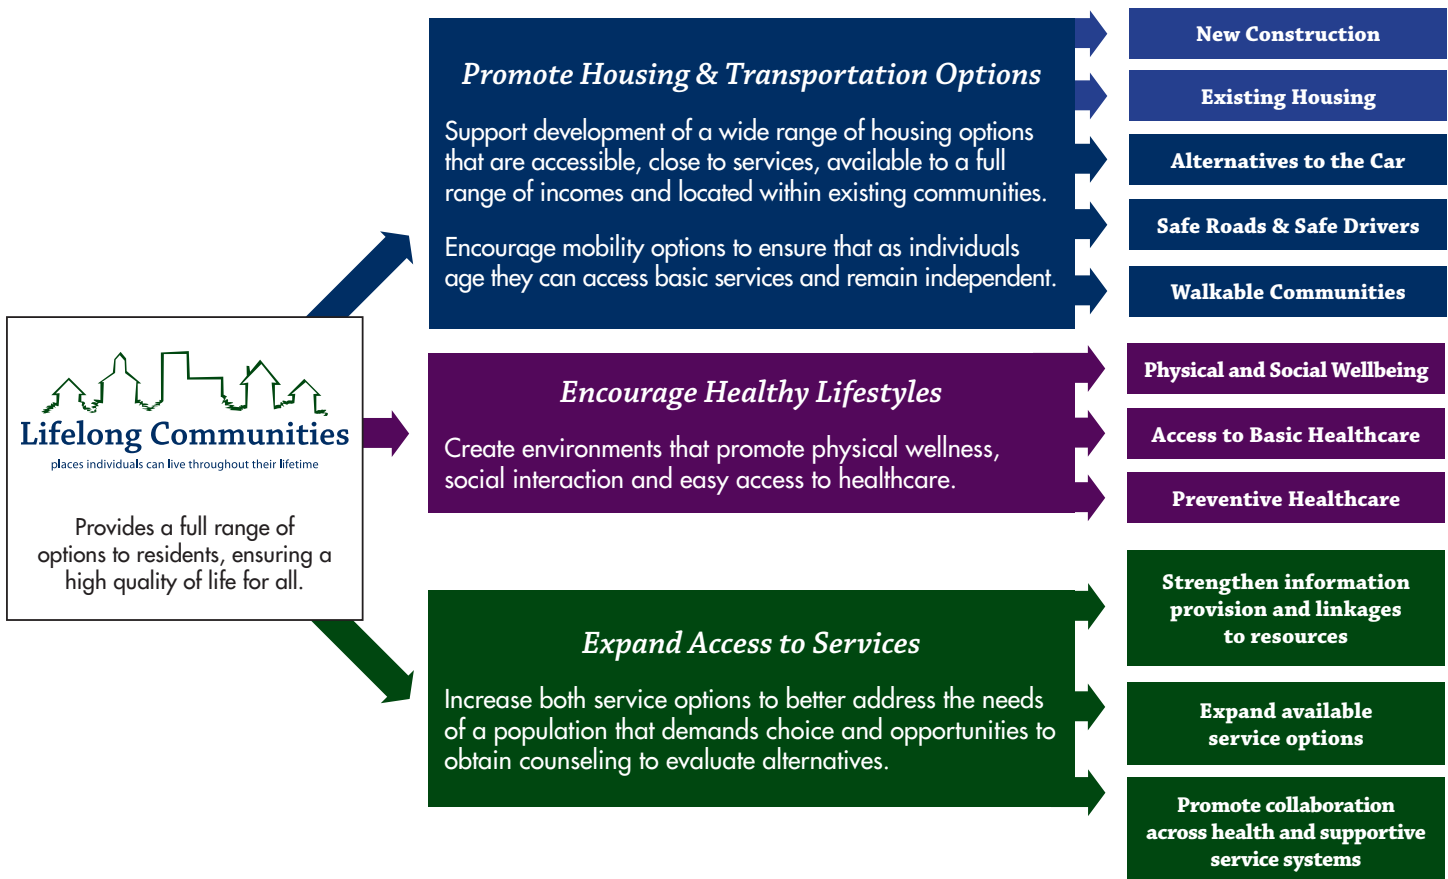 Lifelong Communities
places individuals can live throughout their lifetime
Provides a full range of
options to residents, ensuring a
high quality of life for all.
Promote Housing & Transportation Options
Support development of a wide range of housing options
that are accessible, close to services, available to a full
range of incomes and located within existing communities.
Encourage mobility options to ensure that as individuals
age they can access basic services and remain independent.
New Construction
Existing Housing
Alternatives to the Car
Safe Roads & Safe Drivers
Walkable Communities
Encourage Healthy Lifestyles
Create environments that promote physical wellness,
social interaction and easy access to healthcare.
Physical and Social Wellbeing
Access to Basic Healthcare
Preventive Healthcare
Expand Access to Services
Increase both service options to better address the needs
of a population that demands choice and opportunities to
obtain counseling to evaluate alternatives.
Strengthen information
provision and linkages
to resources
Expand available
service options
Promote collaboration
across health and supportive
service systems